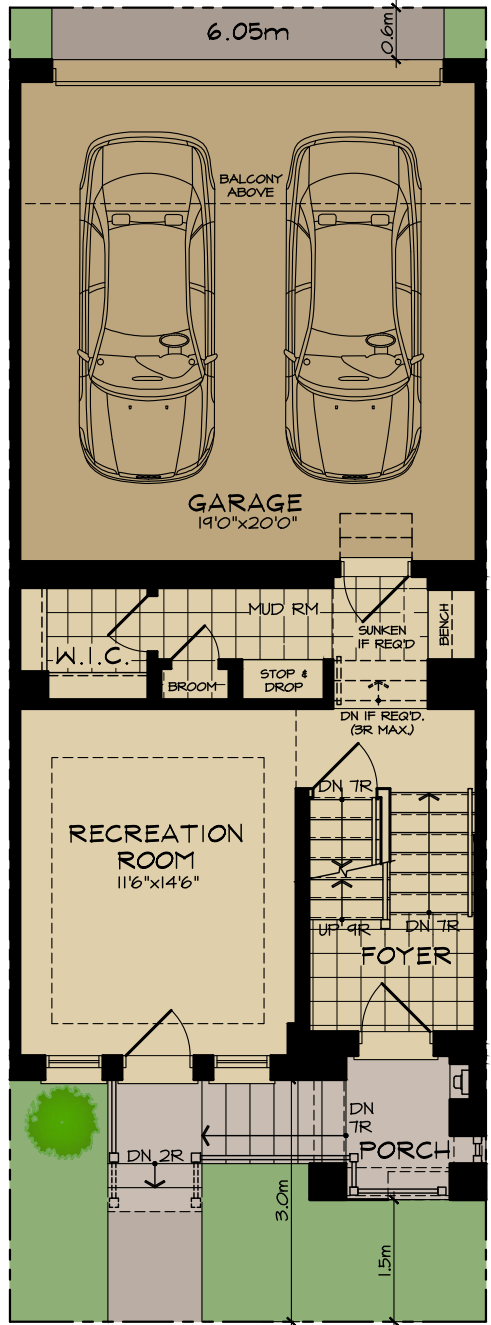 6.05m
0.6m
BALCONY
ABOVE
GARAGE
19'0"x20'0"
MUD RM.
SUNKEN
IF REQ'D
BENCH
W.I.C.
BROOM
STOP &
DROP
DN IF REQ'D.
(3R MAX.)
DN 7R
RECREATION
ROOM
11'6"x14'6"
UP 9R
DN 7R
FOYER
DN
7R
PORCH
DN 2R
3.0m
1.5m